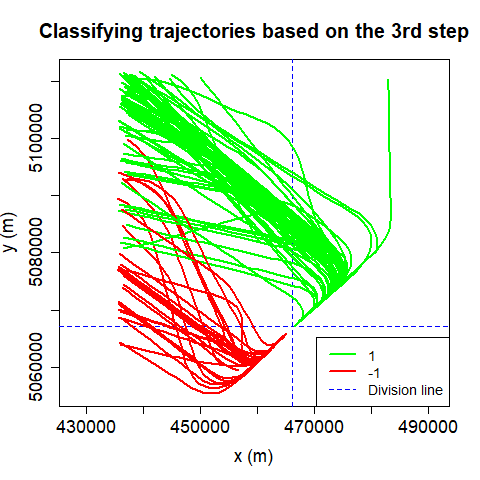 Classifying trajectories based on the 3rd step
y (m)
5100000
5080000
5060000
1
-1
Division line
430000 450000 470000 490000
x (m)